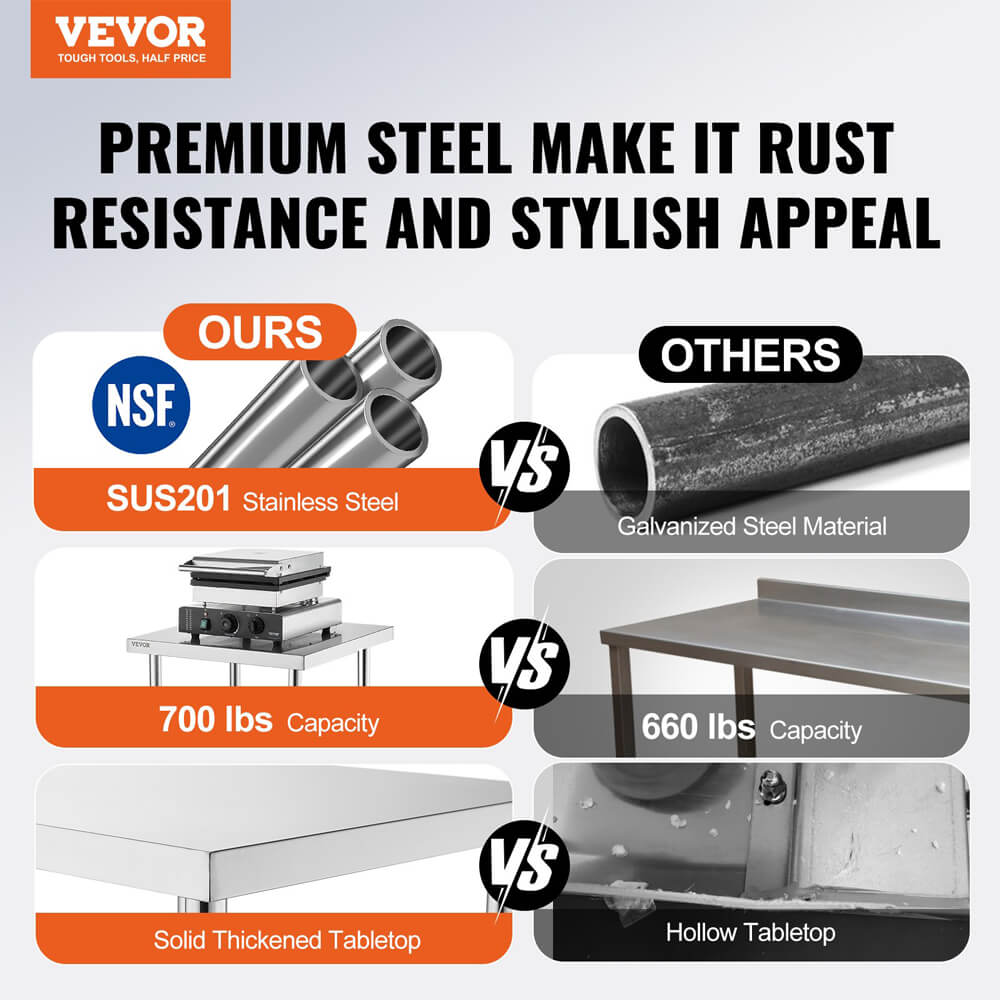 VEVOR
TOUGH TOOLS, HALF PRICE
PREMIUM STEEL MAKE IT RUST
RESISTANCE AND STYLISH APPEAL
OURS
OTHERS
NSF®
SUS201 Stainless Steel
VS
Galvanized Steel Material
VEVOR
700 lbs Capacity
VS
660 lbs Capacity
Solid Thickened Tabletop
VS
Hollow Tabletop